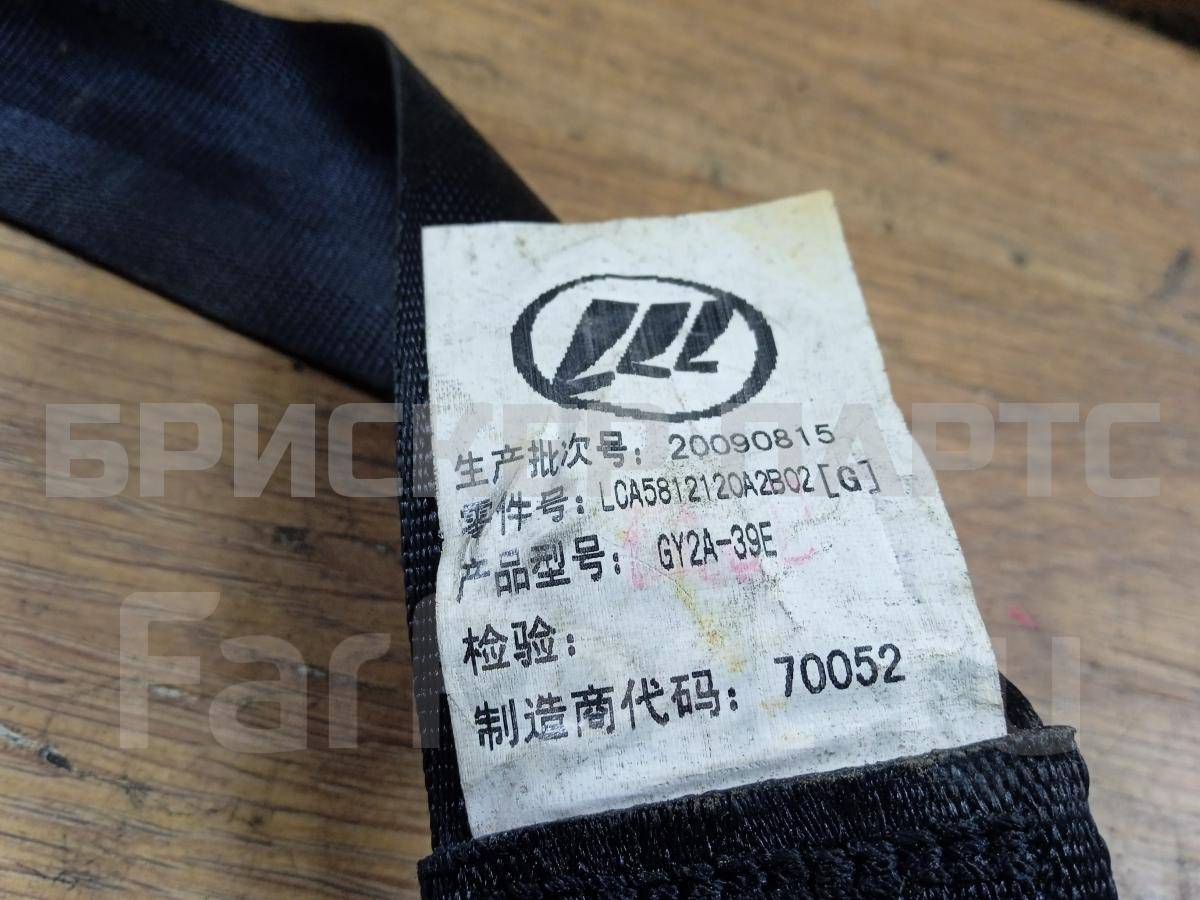 生产批次号: 20090815
零件号: LCA5812120A2B02[G]
产品型号: GY2A-39E
检验:
制造商代码: 70052